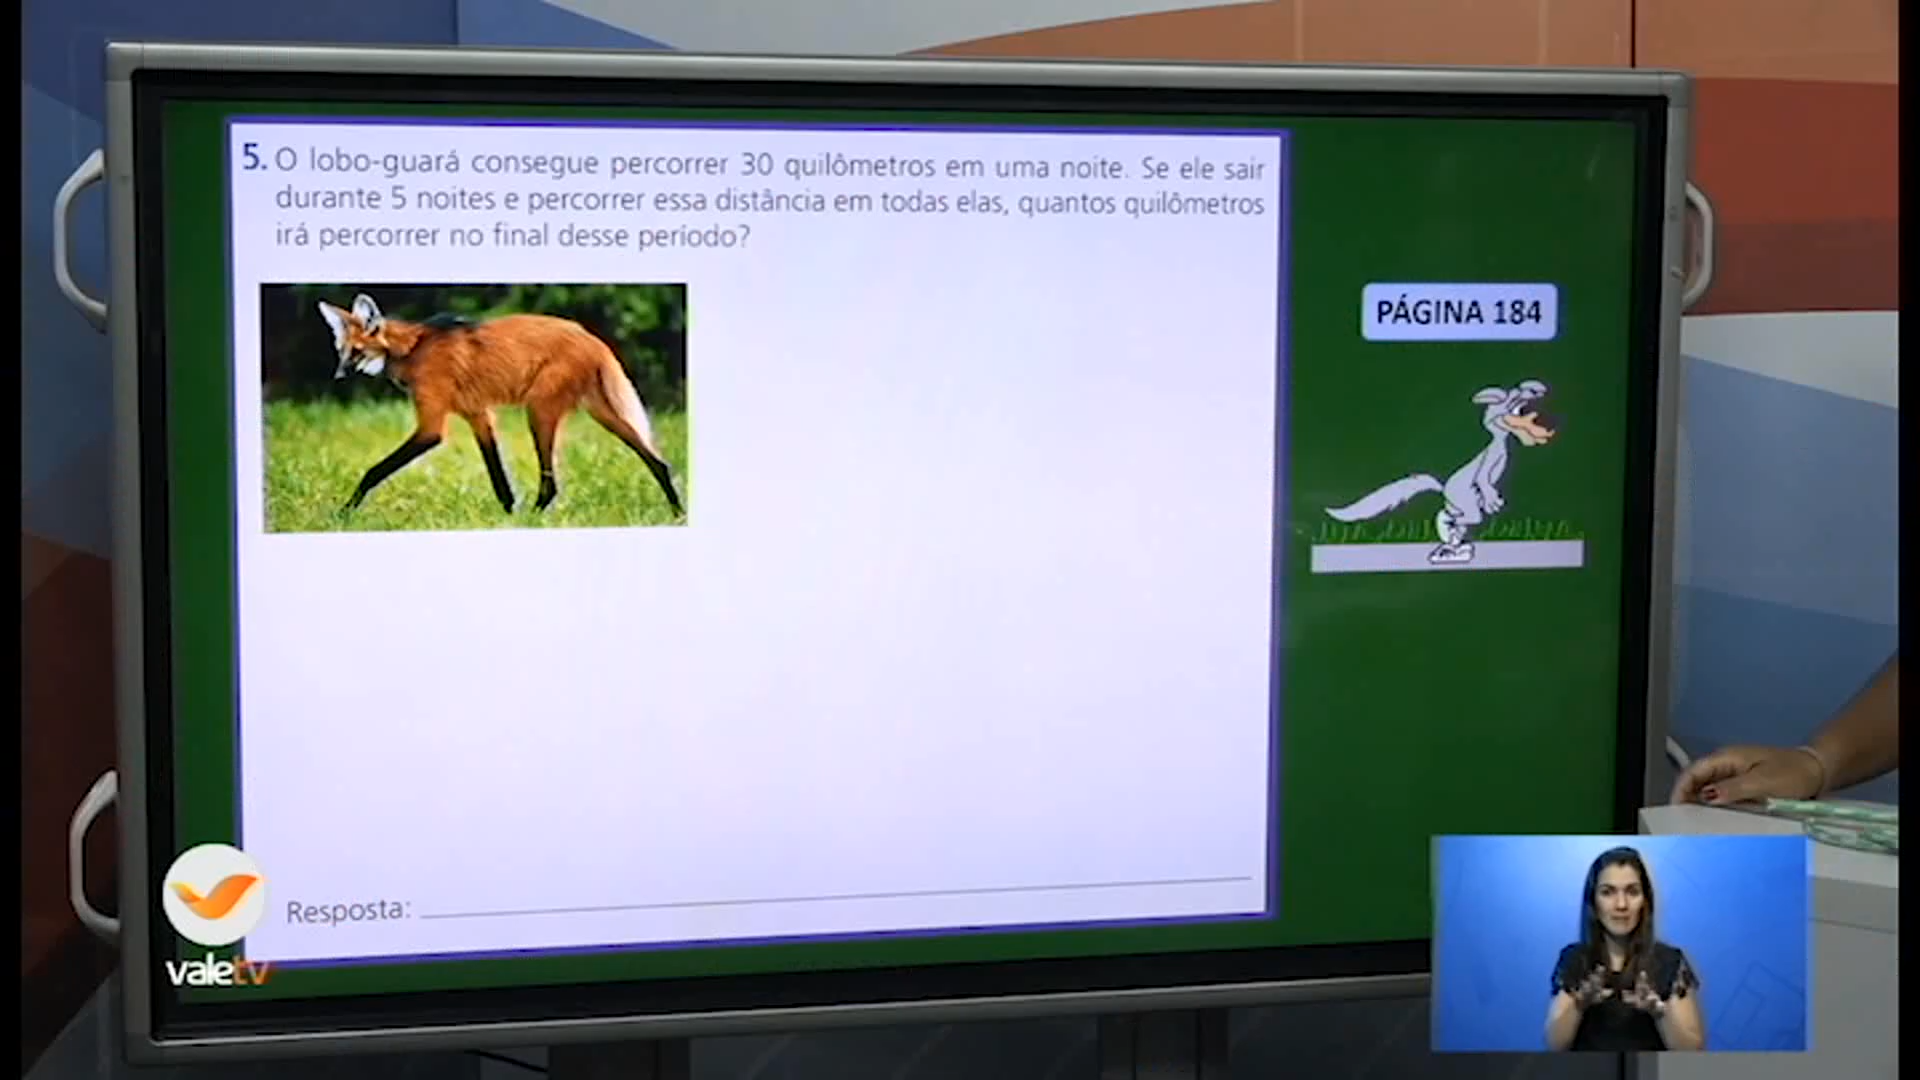 5. O lobo-guará consegue percorrer 30 quilômetros em uma noite. Se ele sair
durante 5 noites e percorrer essa distância em todas elas, quantos quilômetros
irá percorrer no final desse período?
PÁGINA 184
Resposta:
valetv